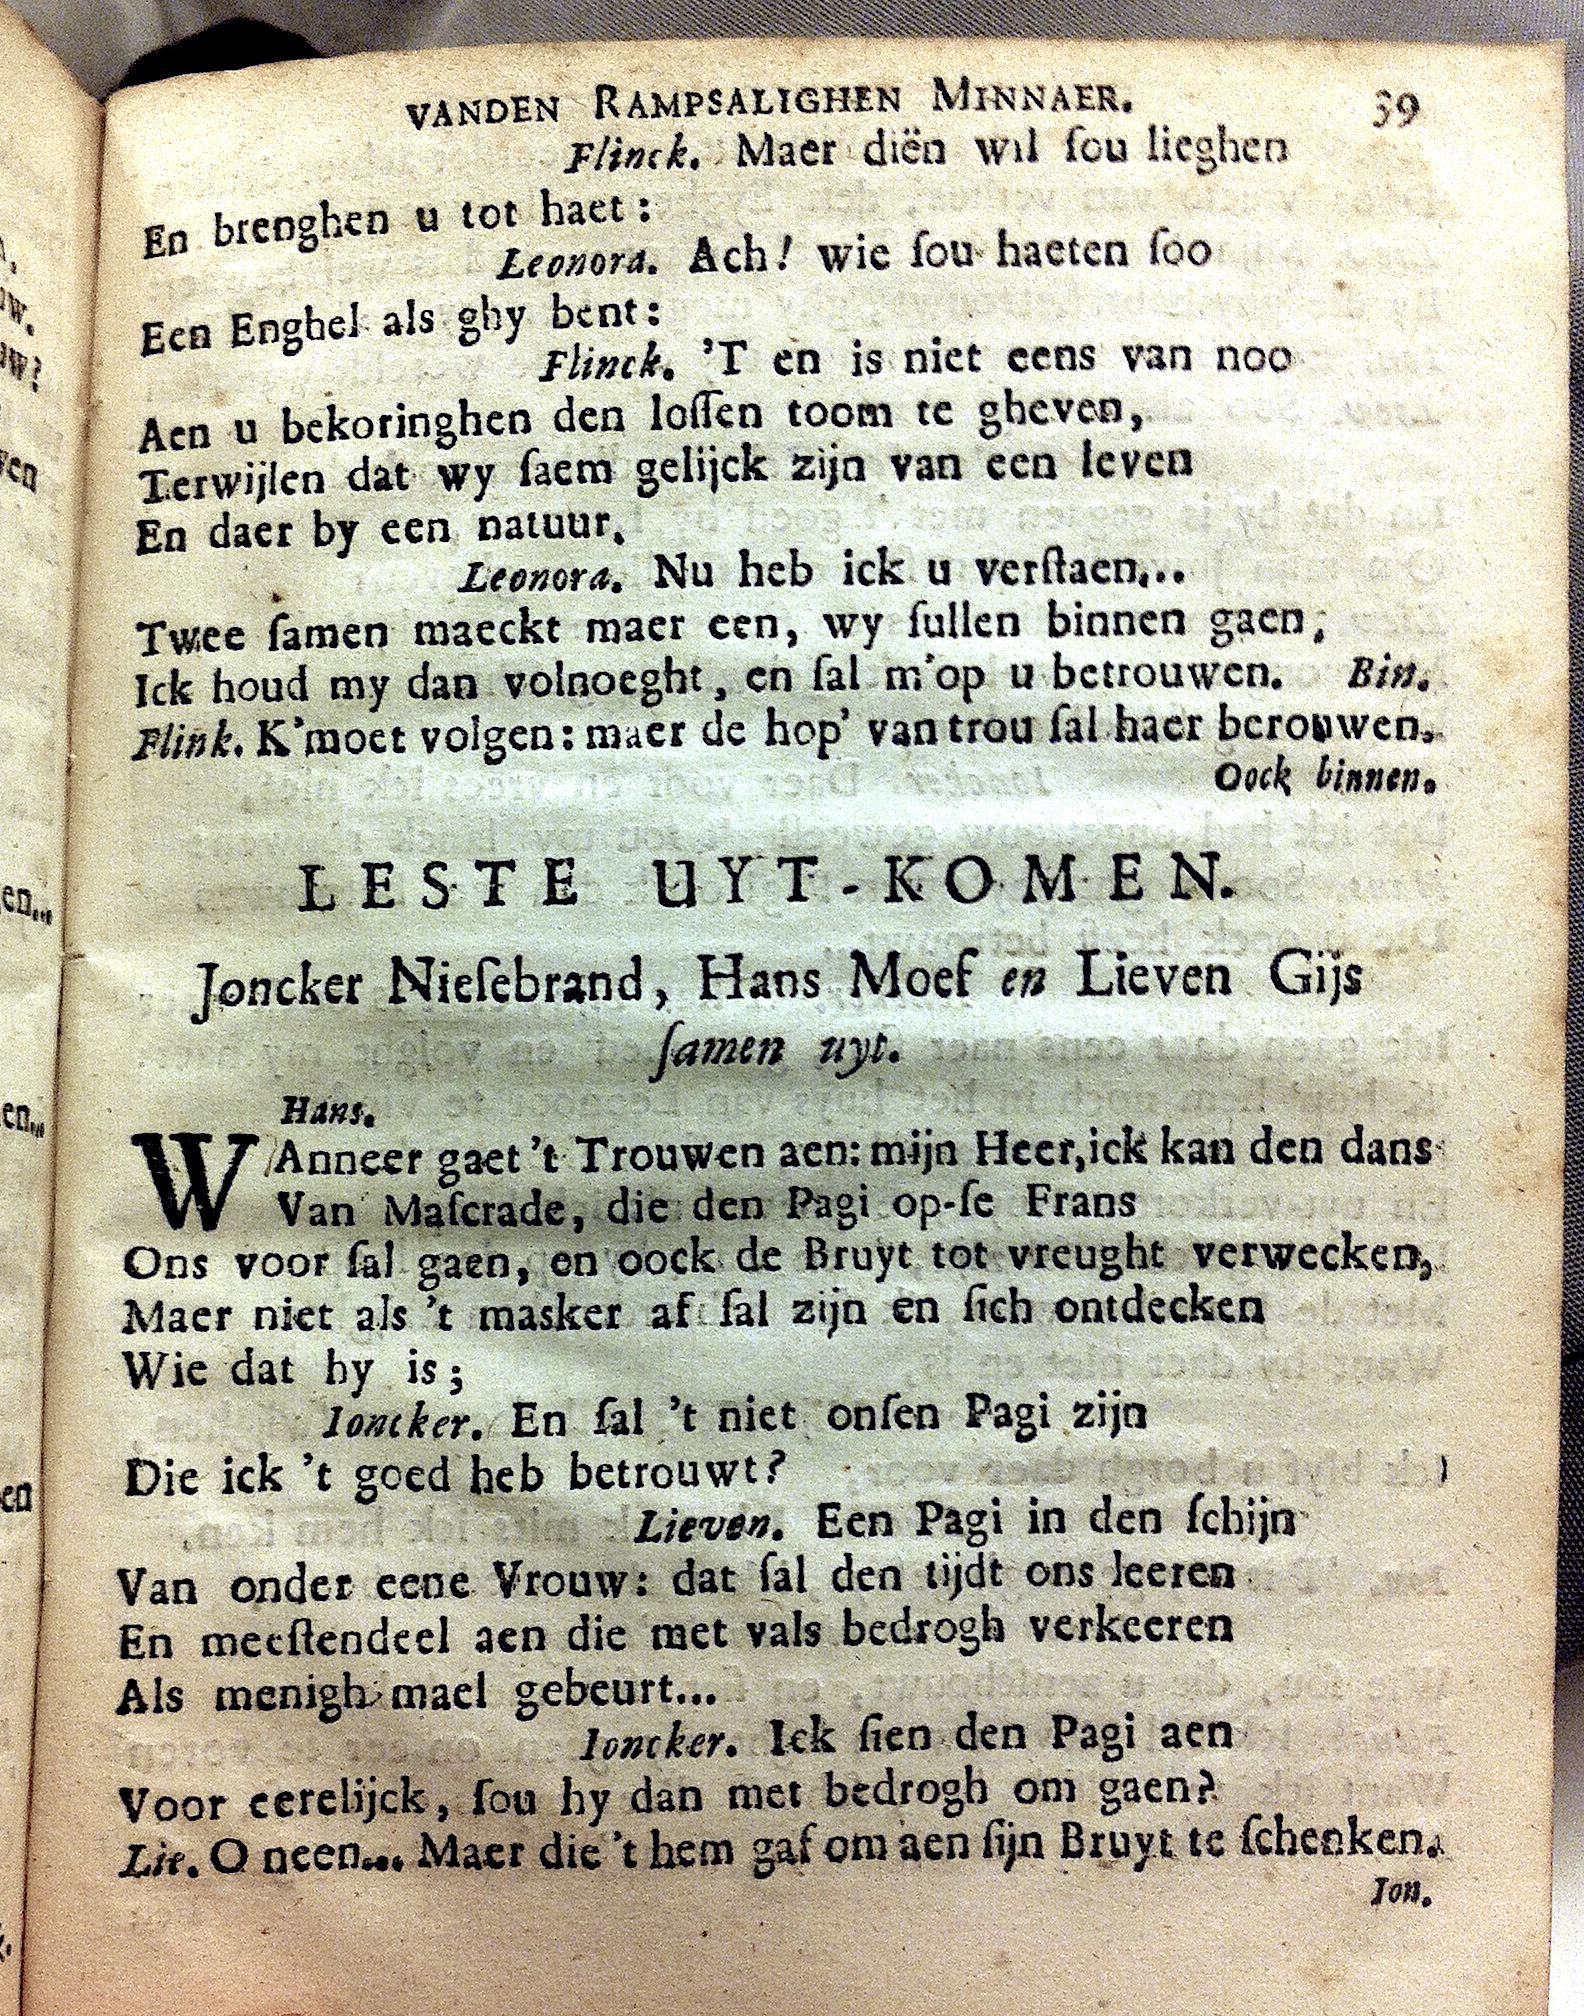 VANDEN RAMPSALIGHEN MINNAER. 39
Flinck. Maer diën wil ſou lieghen
En brenghen u tot haet:
Leonora. Ach! wie ſou haeten ſoo
Een Enghel als ghy bent:
Flinck. 'T en is niet eens van noo
Aen u bekoringhen den loſſen toom te gheven,
Terwijlen dat wy ſaem gelijck zijn van een leven
En daer by een natuur.
Leonora. Nu heb ick u verſtaen...
Twee ſamen maeckt maer een, wy ſullen binnen gaen;
Ick houd my dan volnoeght, en ſal m'op u betrouwen. Bin.
Flink. K'moet volgen: maer de hop' van trou ſal haer berouwen.
Oock binnen.
LESTE UYT-KOMEN.
Joncker Nieſebrand, Hans Moef en Lieven Gijs
ſamen uyt.
Hans.
WAnneer gaet 't Trouwen aen: mijn Heer, ick kan den dans
Van Maſcrade, die den Pagi op-ſe Frans
Ons voor ſal gaen, en oock de Bruyt tot vreught verwecken,
Maer niet als 't masker af ſal zijn en ſich ontdecken
Wie dat hy is;
Ioncker. En ſal 't niet onſen Pagi zijn
Die ick 't goed heb betrouwt?
Lieven. Een Pagi in den ſchijn
Van onder eene Vrouw: dat ſal den tijdt ons leeren
En meeſtendeel aen die met vals bedrogh verkeeren
Als menigh mael gebeurt...
Ioncker. Ick ſien den Pagi aen
Voor eerelijck, ſou hy dan met bedrogh om gaen?
Lie. O neen... Maer die 't hem gaf om aen ſijn Bruyt te ſchenken.
Ion.